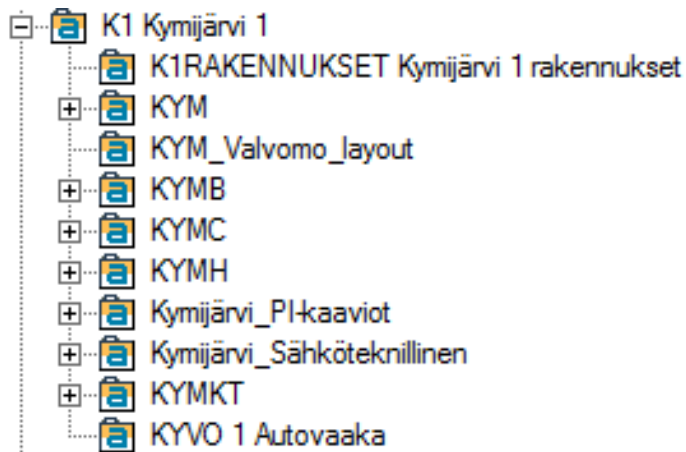 K1 Kymijärvi 1
K1RAKENNUKSET Kymijärvi 1 rakennukset
KYM
KYM_Valvomo_layout
KYMB
KYMC
KYMH
Kymijärvi_PI-kaaviot
Kymijärvi_Sähköteknillinen
KYMKT
KYVO 1 Autovaaka